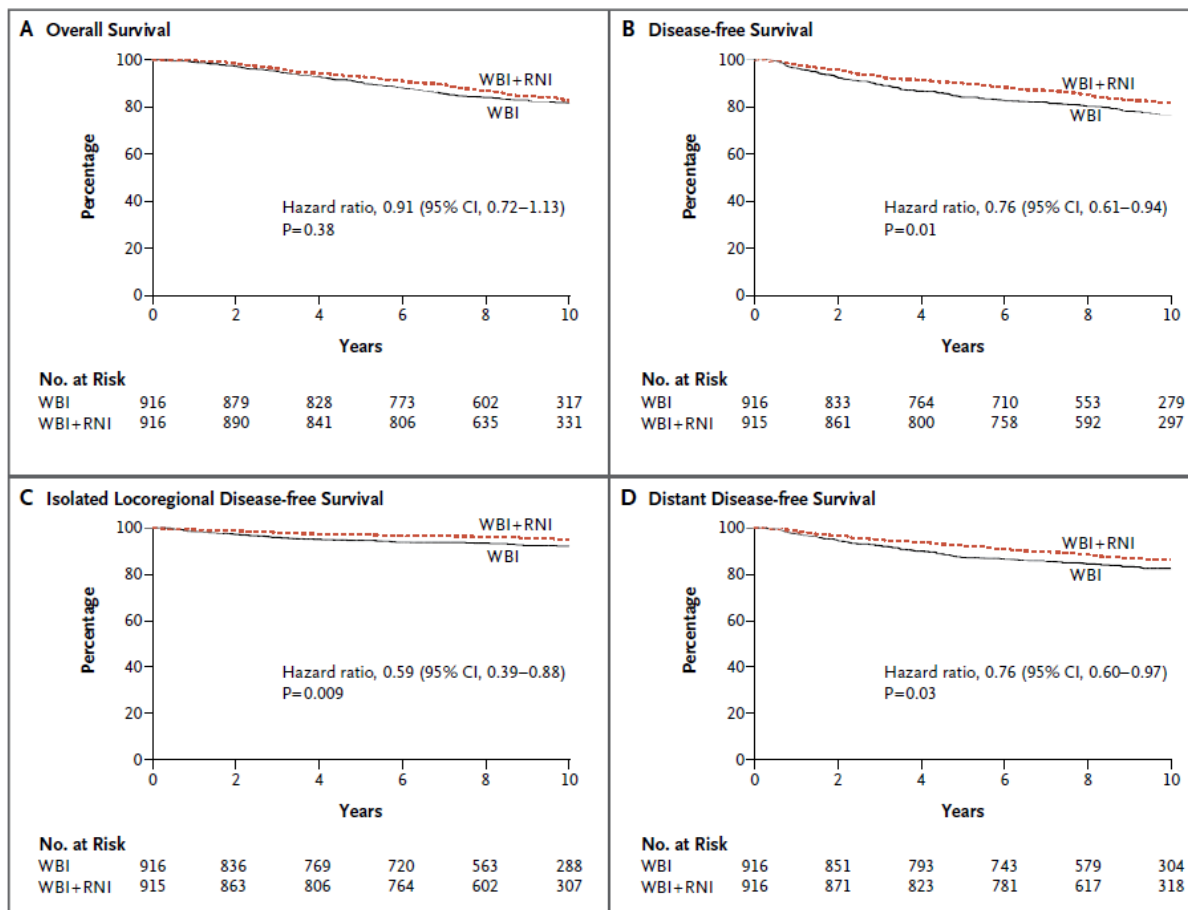 A Overall Survival
100
80
60
40
20
0
Percentage
WBI+RNI
WBI
Hazard ratio, 0.91 (95% CI, 0.72–1.13)
P=0.38
0 2 4 6 8 10
Years
No. at Risk
WBI 916 879 828 773 602 317
WBI+RNI 916 890 841 806 635 331
B Disease-free Survival
100
80
60
40
20
0
Percentage
WBI+RNI
WBI
Hazard ratio, 0.76 (95% CI, 0.61–0.94)
P=0.01
0 2 4 6 8 10
Years
No. at Risk
WBI 916 833 764 710 553 279
WBI+RNI 915 861 800 758 592 297
C Isolated Locoregional Disease-free Survival
100
80
60
40
20
0
Percentage
WBI+RNI
WBI
Hazard ratio, 0.59 (95% CI, 0.39–0.88)
P=0.009
0 2 4 6 8 10
Years
No. at Risk
WBI 916 836 769 720 563 288
WBI+RNI 915 863 806 764 602 307
D Distant Disease-free Survival
100
80
60
40
20
0
Percentage
WBI+RNI
WBI
Hazard ratio, 0.76 (95% CI, 0.60–0.97)
P=0.03
0 2 4 6 8 10
Years
No. at Risk
WBI 916 851 793 743 579 304
WBI+RNI 916 871 823 781 617 318